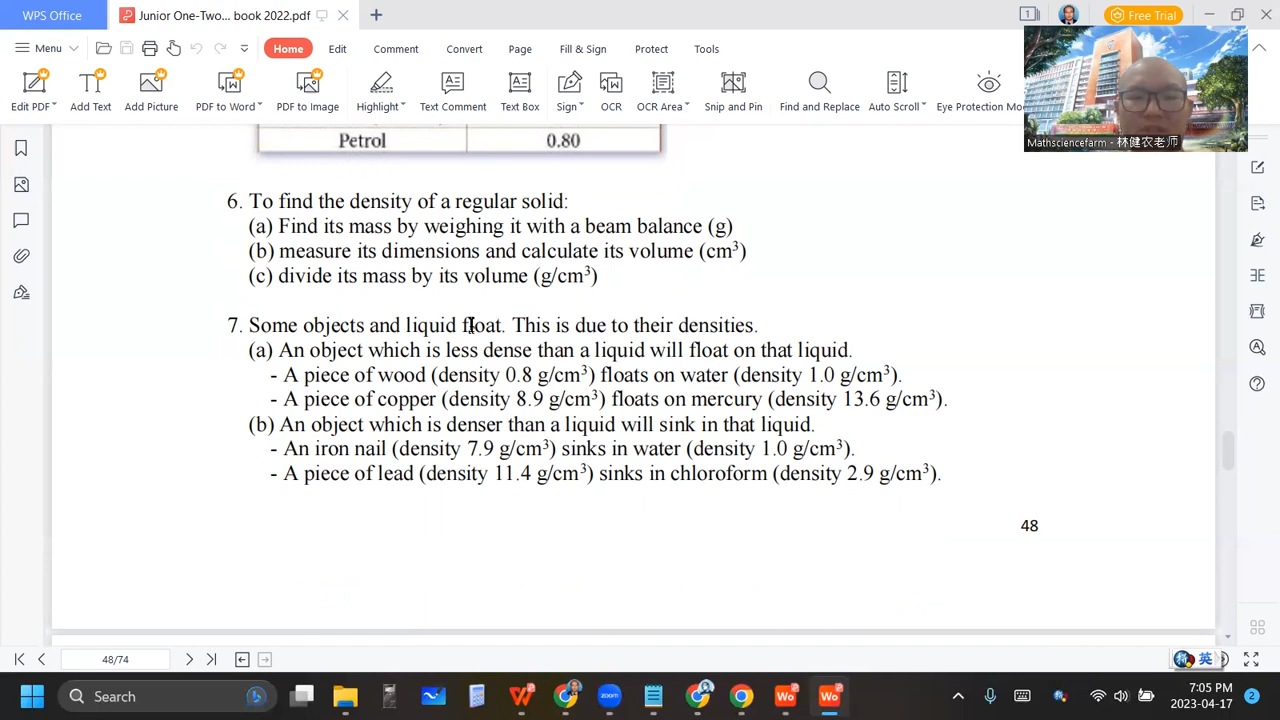 WPS Office
Junior One-Two... book 2022.pdf
1
Free Trial
Menu
Home
Edit
Comment
Convert
Page
Fill & Sign
Protect
Tools
Edit PDF
Add Text
Add Picture
PDF to Word
PDF to Image
Highlight
Text Comment
Text Box
Sign
OCR
OCR Area
Snip and Pin
Find and Replace
Auto Scroll
Eye Protection Mo
Mathsciencefarm - 林健农老师
Petrol 0.80
6. To find the density of a regular solid:
(a) Find its mass by weighing it with a beam balance (g)
(b) measure its dimensions and calculate its volume (cm³)
(c) divide its mass by its volume (g/cm³)
7. Some objects and liquid float. This is due to their densities.
(a) An object which is less dense than a liquid will float on that liquid.
- A piece of wood (density 0.8 g/cm³) floats on water (density 1.0 g/cm³).
- A piece of copper (density 8.9 g/cm³) floats on mercury (density 13.6 g/cm³).
(b) An object which is denser than a liquid will sink in that liquid.
- An iron nail (density 7.9 g/cm³) sinks in water (density 1.0 g/cm³).
- A piece of lead (density 11.4 g/cm³) sinks in chloroform (density 2.9 g/cm³).
48
48/74
英
Search
7:05 PM
2023-04-17
2